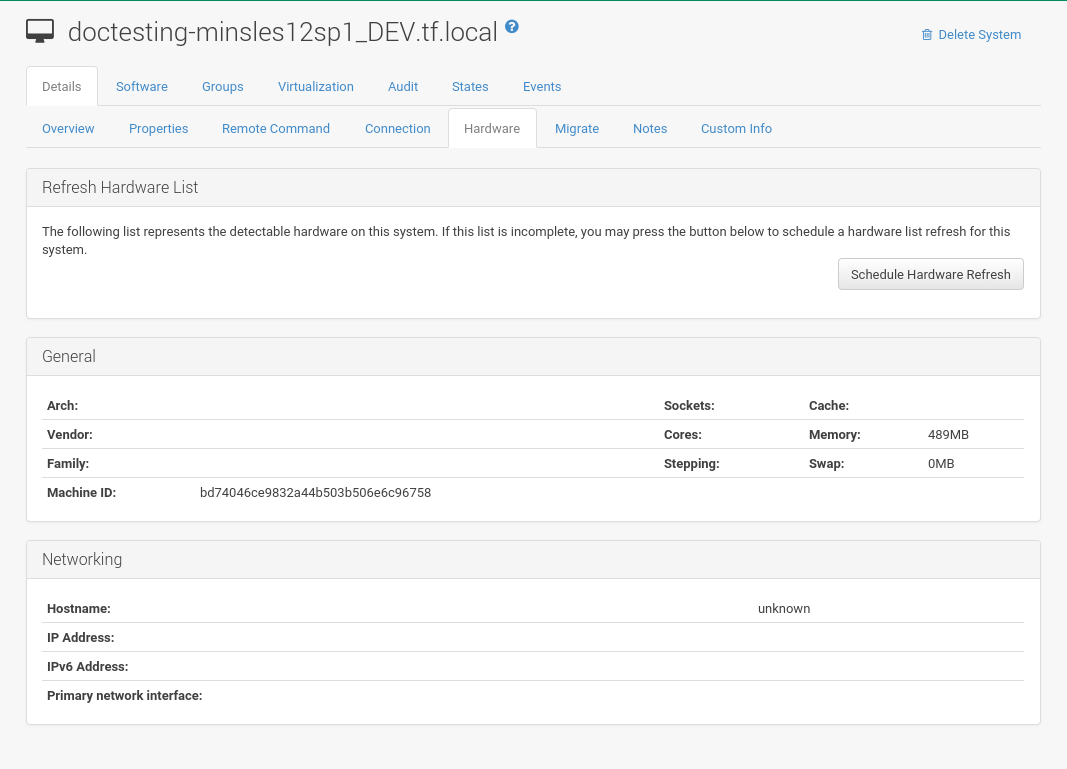 doctesting-minsles12sp1_DEV.tf.local ?
Delete System
Details Software Groups Virtualization Audit States Events
Overview Properties Remote Command Connection Hardware Migrate Notes Custom Info
Refresh Hardware List
The following list represents the detectable hardware on this system. If this list is incomplete, you may press the button below to schedule a hardware list refresh for this
system.
Schedule Hardware Refresh
General
Arch: Sockets: Cache:
Vendor: Cores: Memory: 489MB
Family: Stepping: Swap: 0MB
Machine ID: bd74046ce9832a44b503b506e6c96758
Networking
Hostname: unknown
IP Address:
IPv6 Address:
Primary network interface: